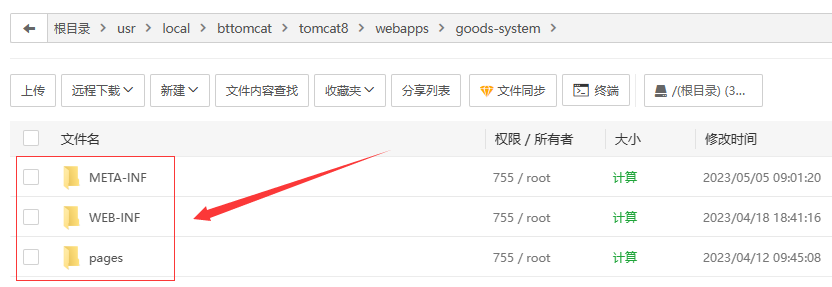 根目录 > usr > local > bttomcat > tomcat8 > webapps > goods-system >
上传 远程下载 新建 文件内容查找 收藏夹 分享列表 文件同步 终端 /(根目录) (3...
文件名 权限 / 所有者 大小 修改时间
META-INF 755 / root 计算 2023/05/05 09:01:20
WEB-INF 755 / root 计算 2023/04/18 18:41:16
pages 755 / root 计算 2023/04/12 09:45:08